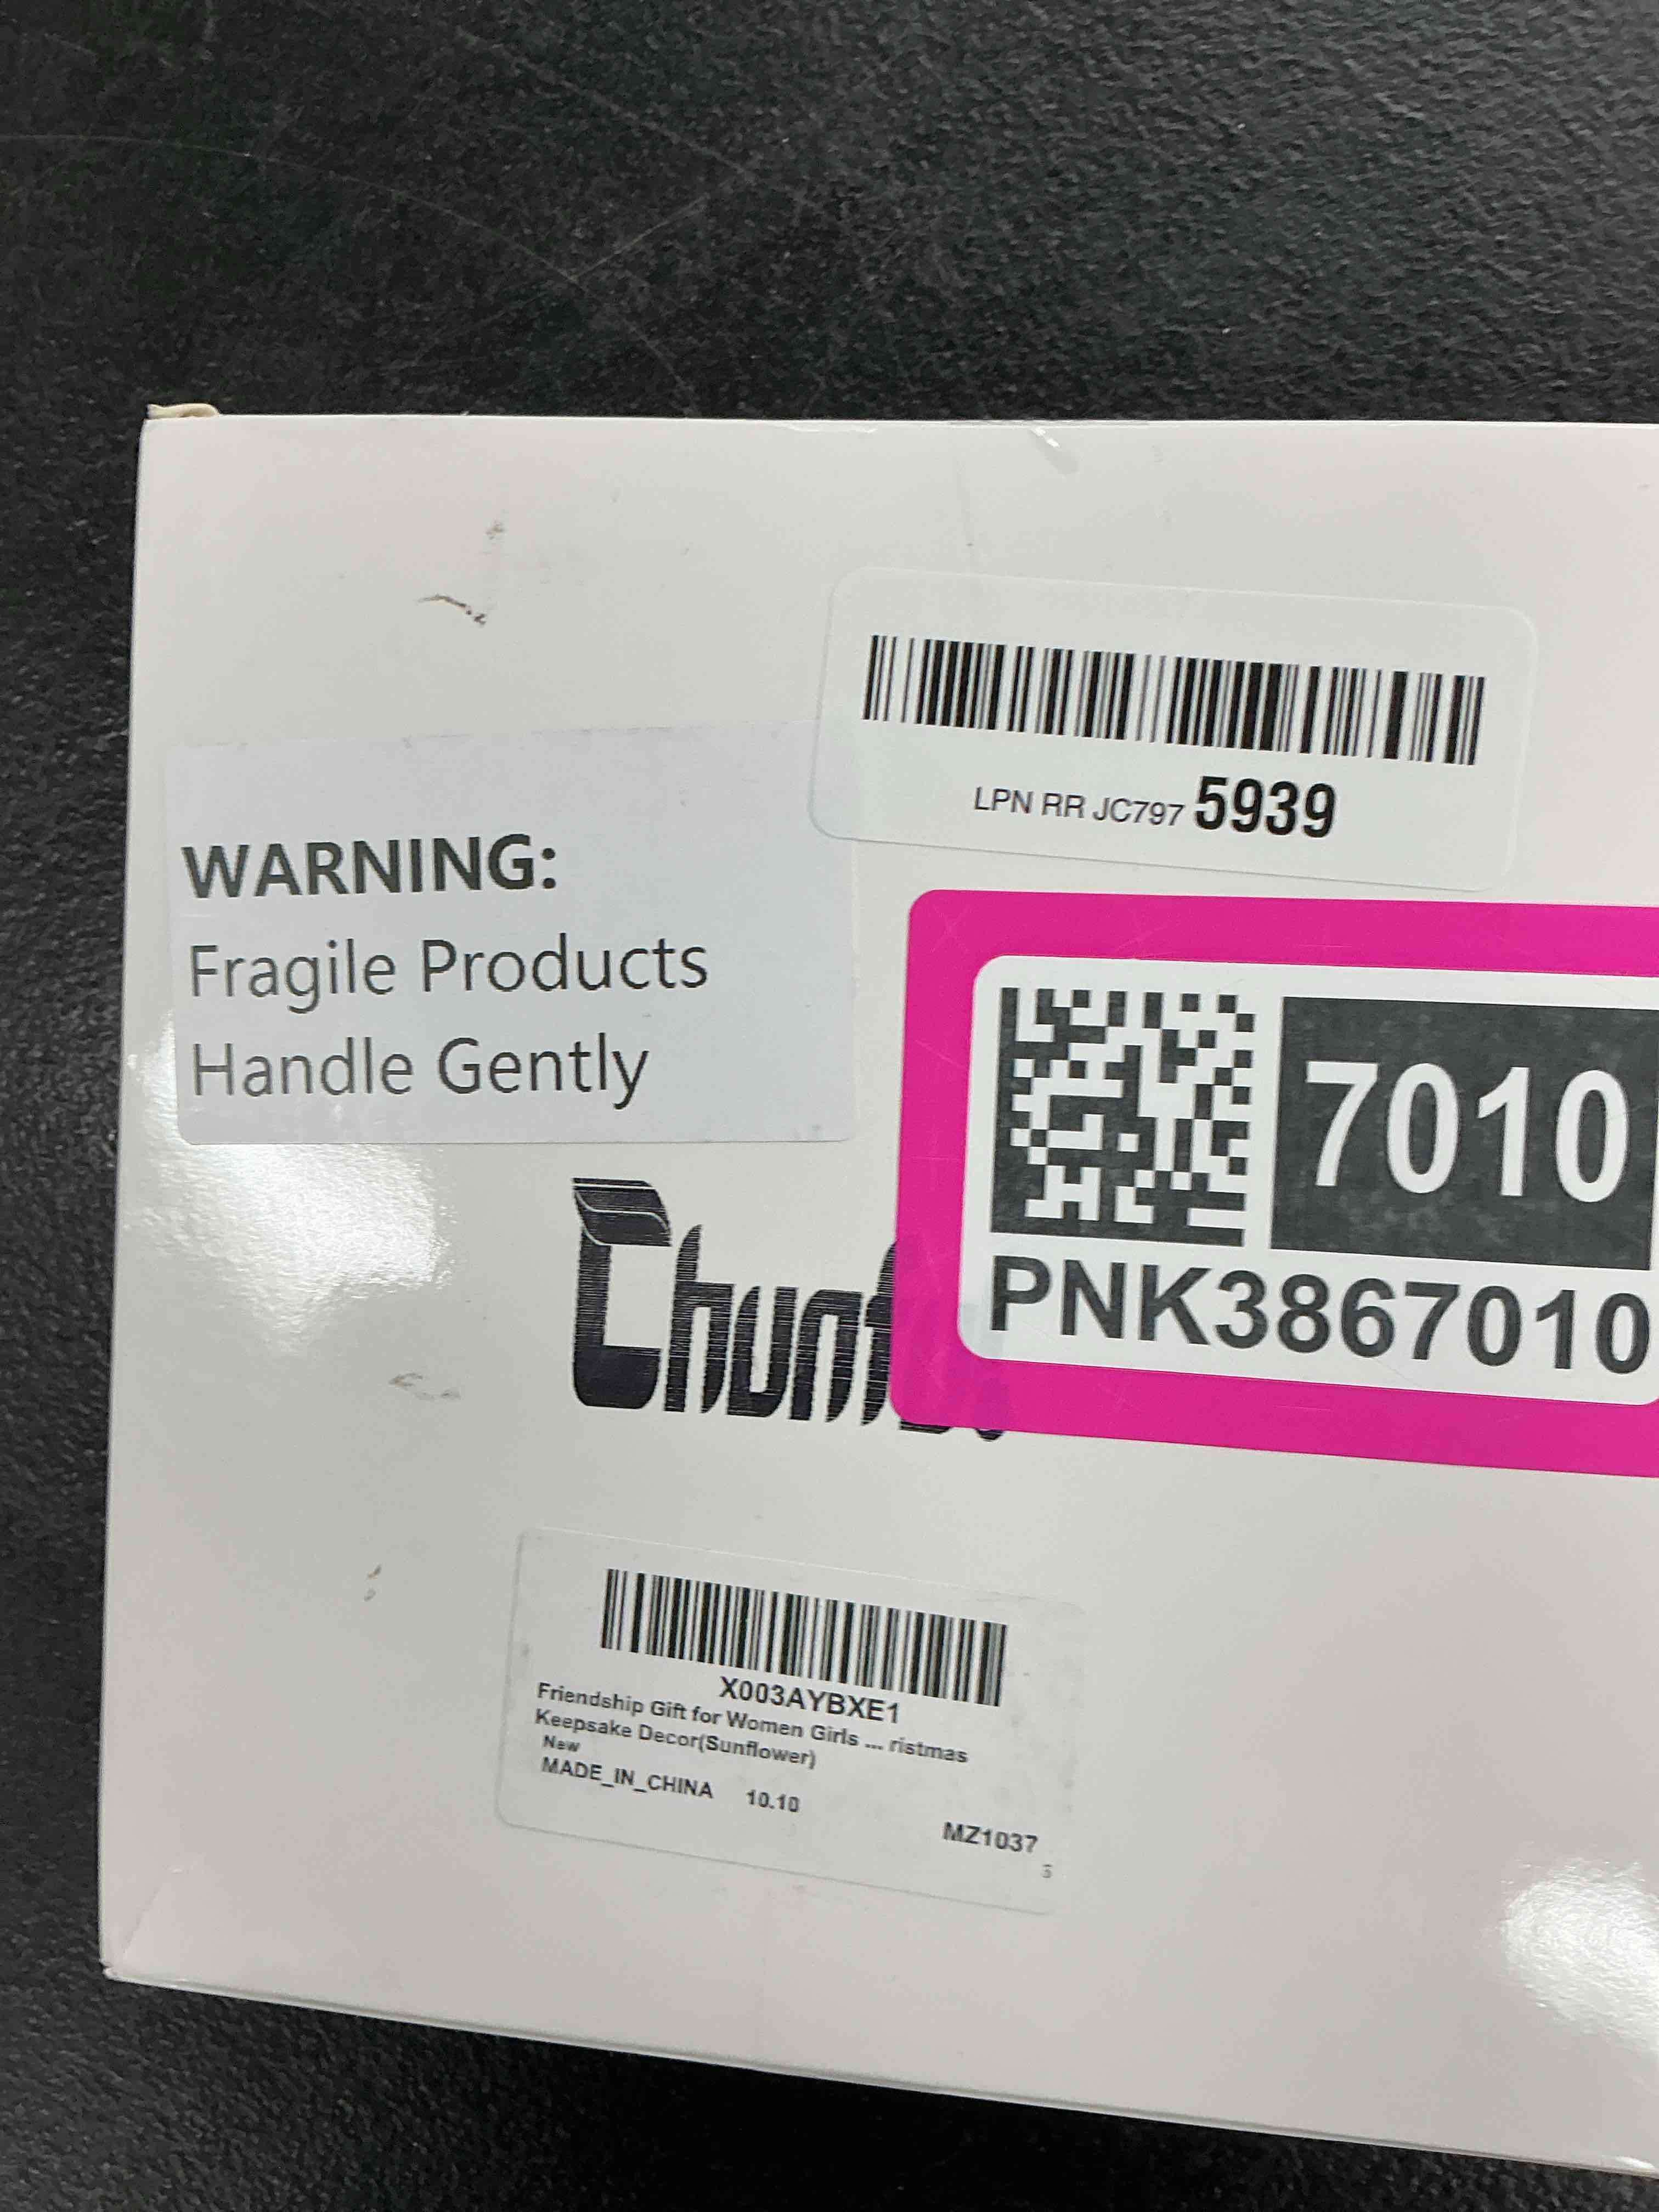 LPN RR JC797 5939
WARNING:
Fragile Products
Handle Gently
7010
PNK3867010
X003AYBXE1
Friendship Gift for Women Girls ... ristmas
Keepsake Decor(Sunflower)
New
MADE_IN_CHINA 10.10
MZ1037